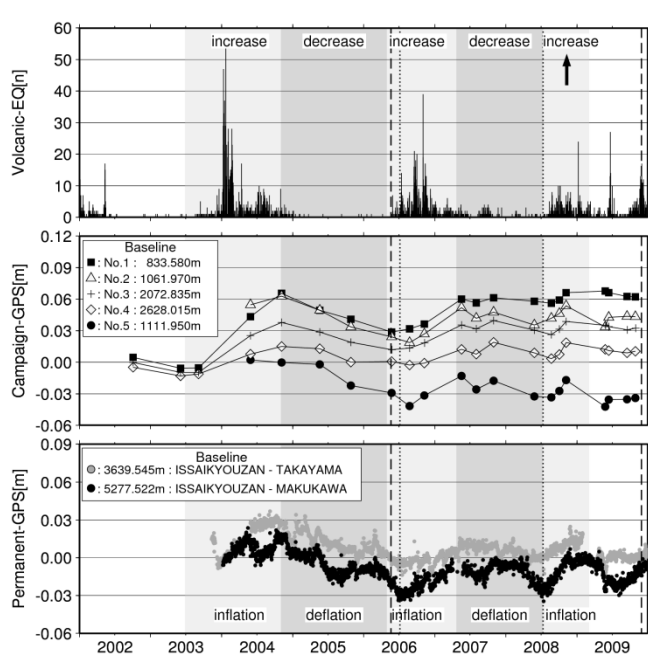 60
50
40
30
20
10
0
Volcanic-EQ[n]
increase
decrease
increase
decrease
increase
0.12
0.09
0.06
0.03
0.00
-0.03
-0.06
Campaign-GPS[m]
Baseline
: No.1 : 833.580m
: No.2 : 1061.970m
: No.3 : 2072.835m
: No.4 : 2628.015m
: No.5 : 1111.950m
0.09
0.06
0.03
0.00
-0.03
-0.06
Permanent-GPS[m]
Baseline
: 3639.545m : ISSAIKYOUZAN - TAKAYAMA
: 5277.522m : ISSAIKYOUZAN - MAKUKAWA
inflation
deflation
inflation
deflation
inflation
2002
2003
2004
2005
2006
2007
2008
2009